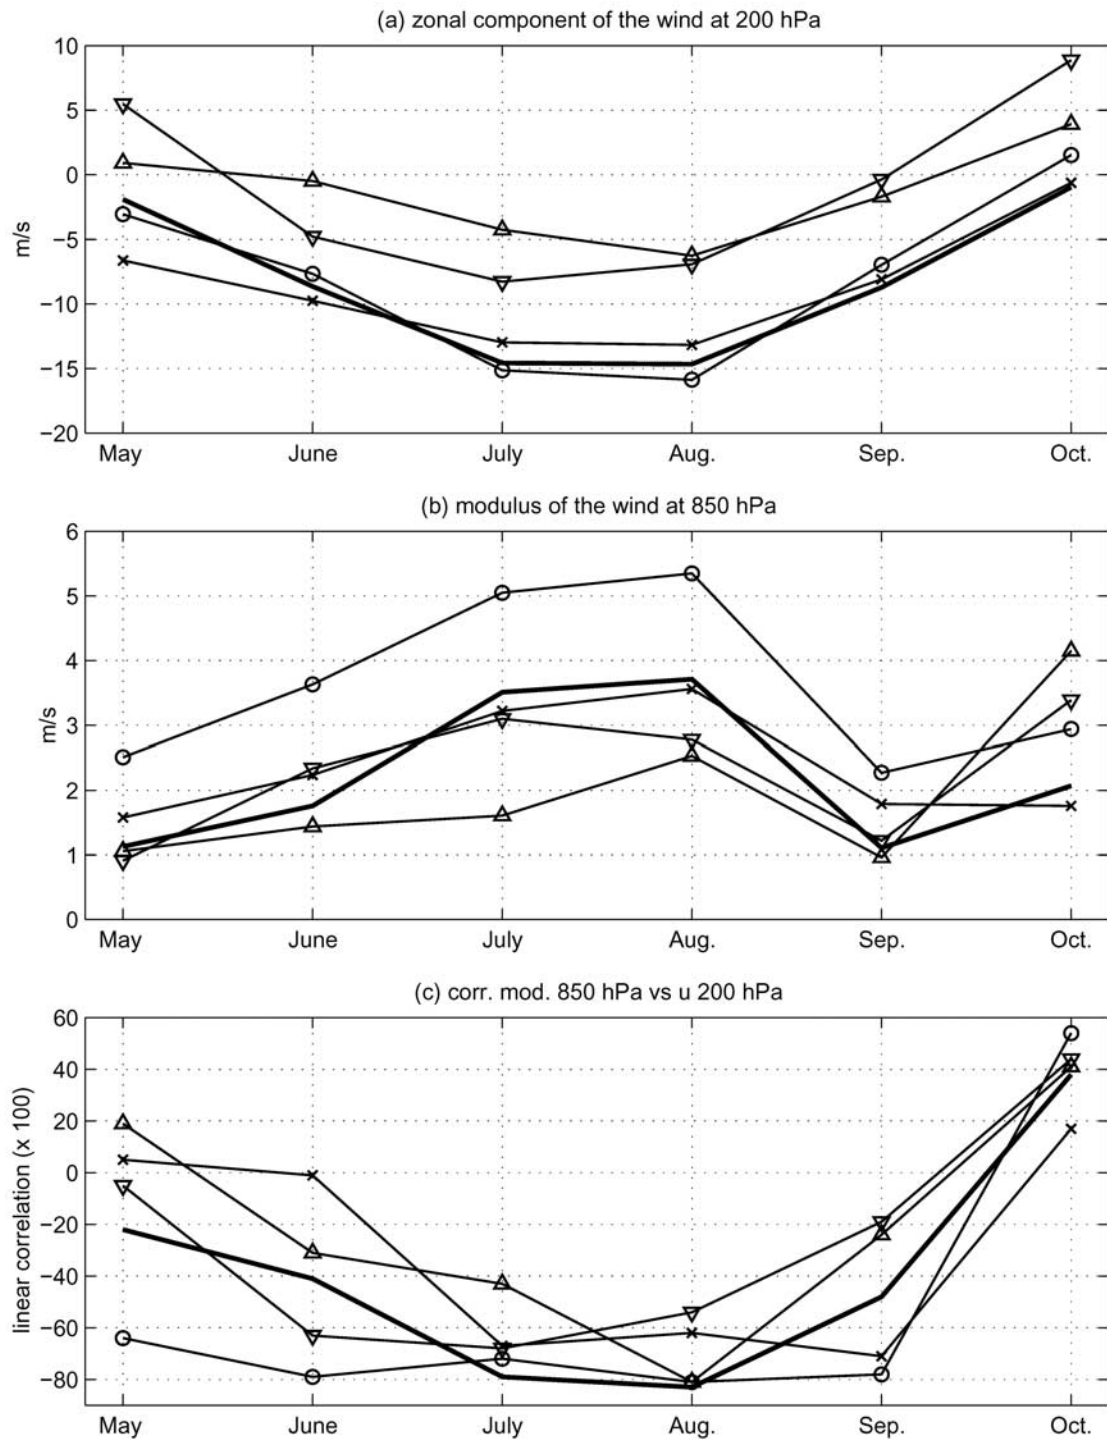 (a) zonal component of the wind at 200 hPa
10
5
0
−5
−10
−15
−20
m/s
May June July Aug. Sep. Oct.
(b) modulus of the wind at 850 hPa
6
5
4
3
2
1
0
m/s
May June July Aug. Sep. Oct.
(c) corr. mod. 850 hPa vs u 200 hPa
60
40
20
0
−20
−40
−60
−80
linear correlation (x 100)
May June July Aug. Sep. Oct.